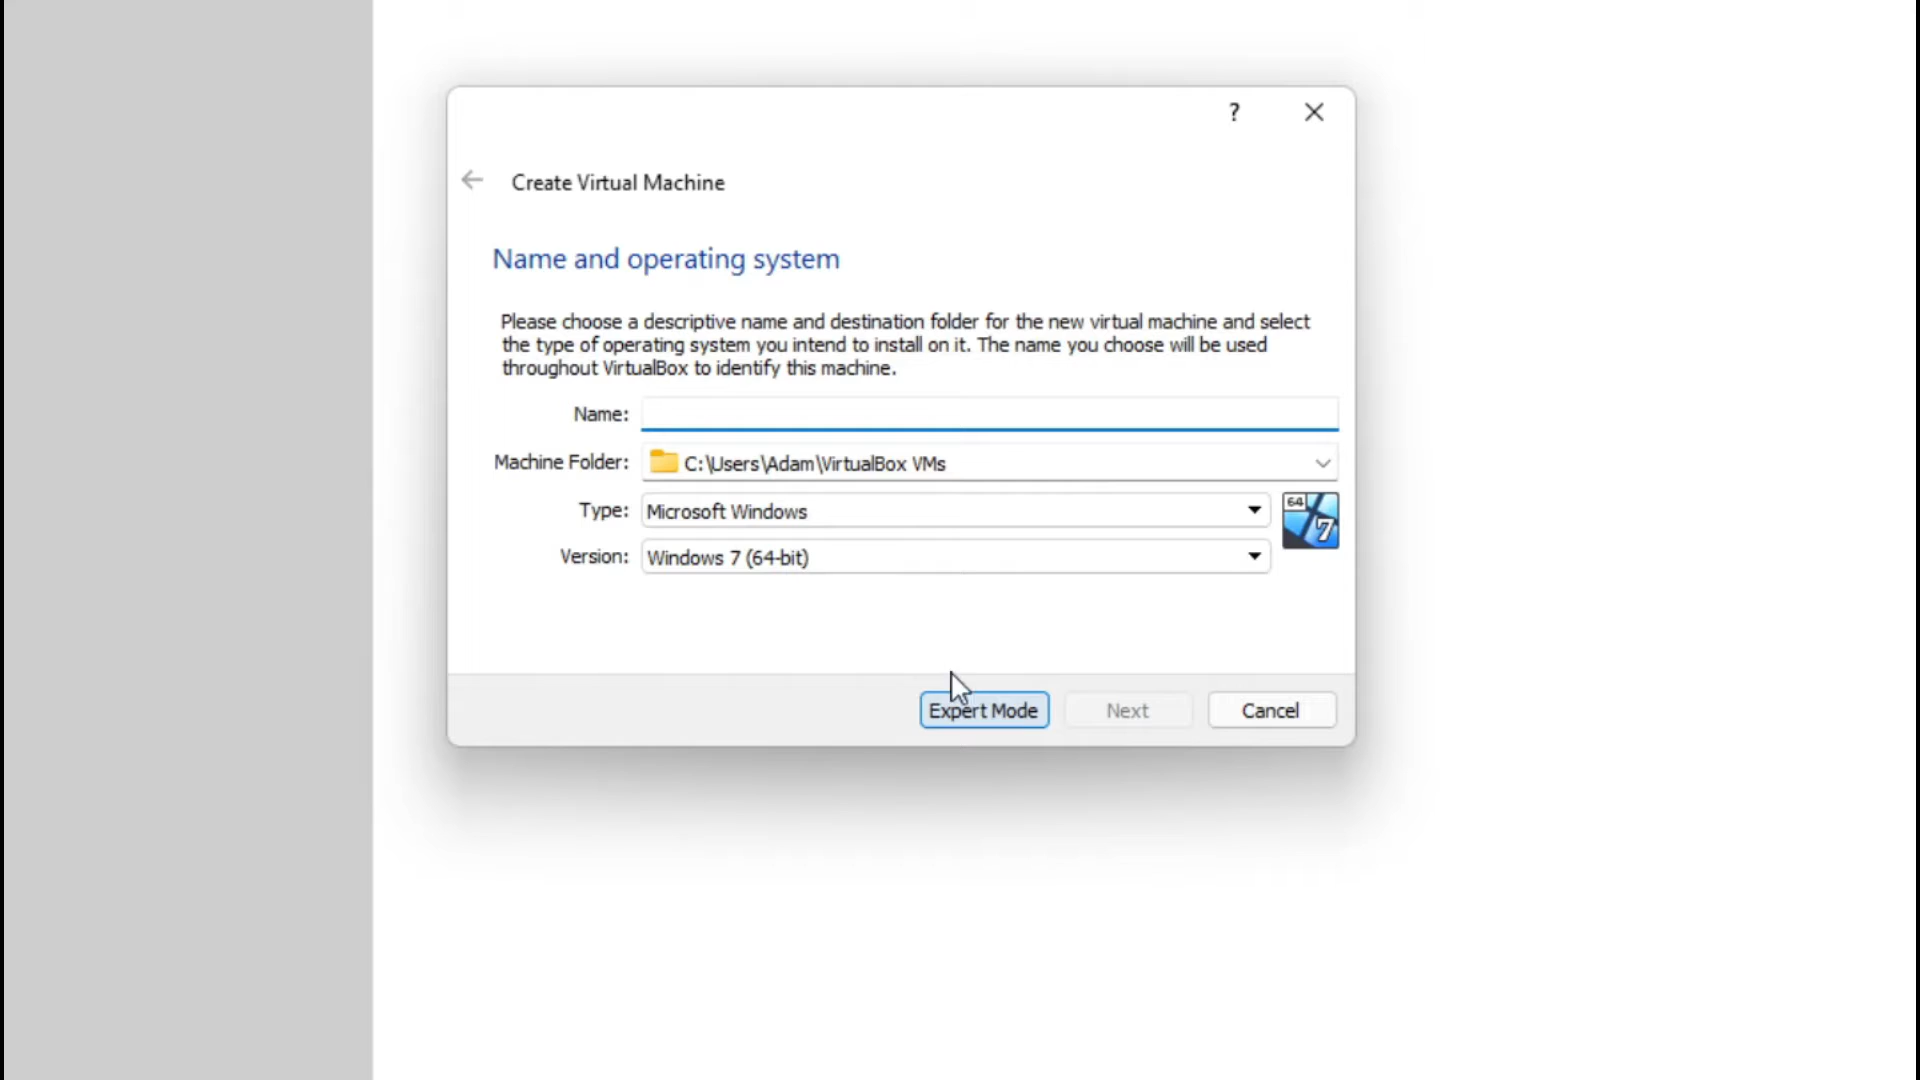 ?
Create Virtual Machine
Name and operating system
Please choose a descriptive name and destination folder for the new virtual machine and select
the type of operating system you intend to install on it. The name you choose will be used
throughout VirtualBox to identify this machine.
Name:
Machine Folder: C:\Users\Adam\VirtualBox VMs
Type: Microsoft Windows
64
7
Version: Windows 7 (64-bit)
Expert Mode Next Cancel